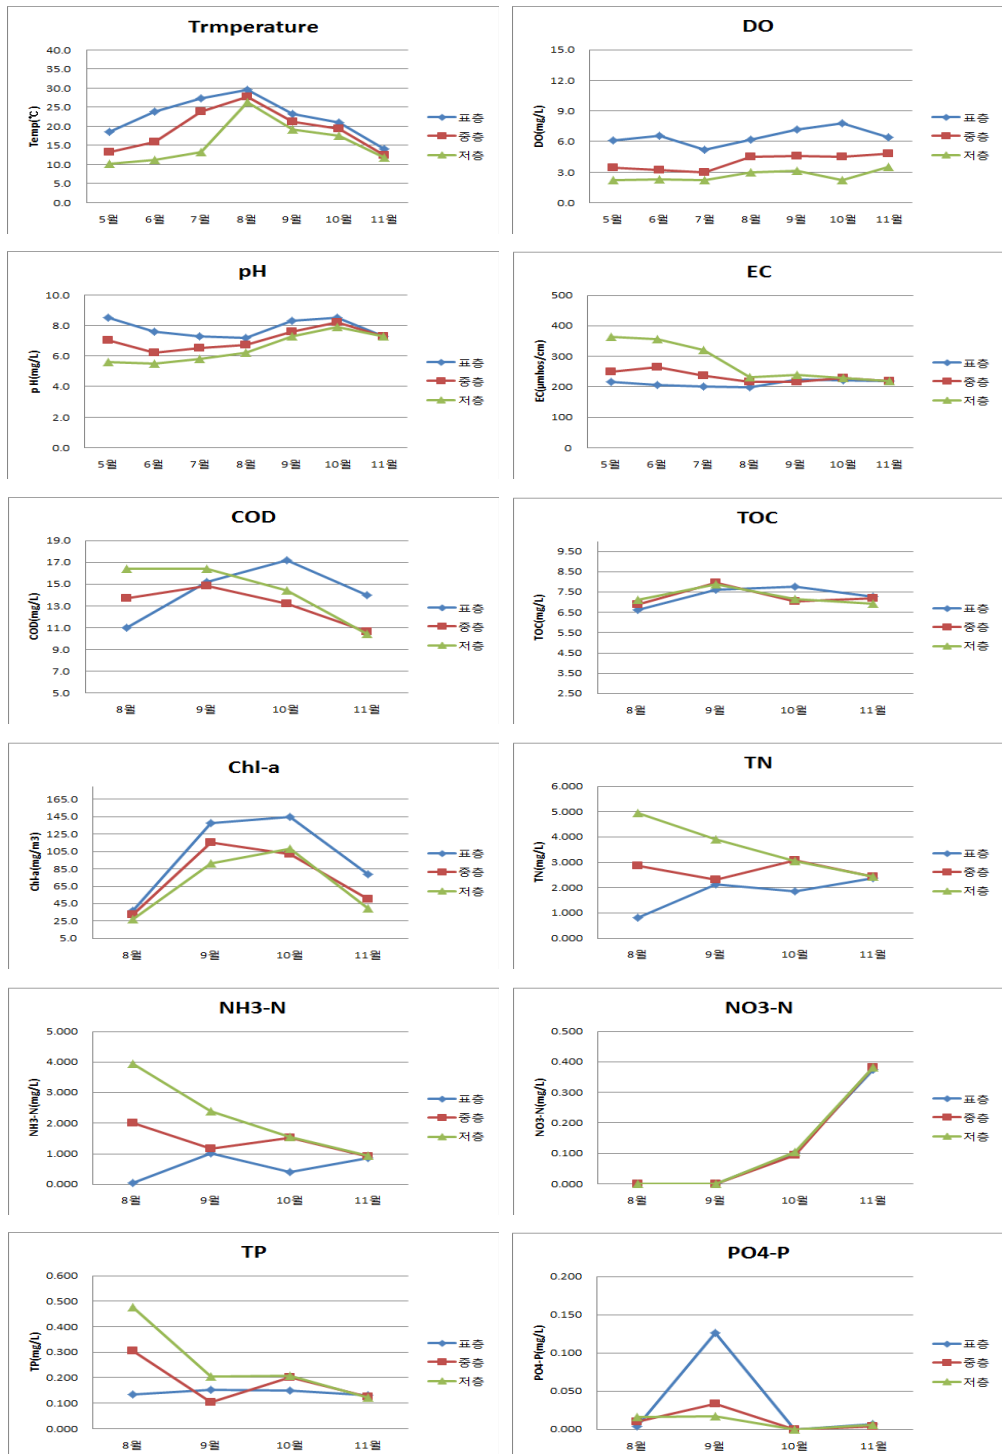 Trmperature
40.0
35.0
30.0
25.0
20.0
15.0
10.0
5.0
0.0
Temp(℃)
5월 6월 7월 8월 9월 10월 11월
표층
중층
저층
DO
15.0
12.0
9.0
6.0
3.0
0.0
DO(mg/L)
5월 6월 7월 8월 9월 10월 11월
표층
중층
저층
pH
10.0
8.0
6.0
4.0
2.0
0.0
pH(mg/L)
5월 6월 7월 8월 9월 10월 11월
표층
중층
저층
EC
500
400
300
200
100
0
EC(μmhos/cm)
5월 6월 7월 8월 9월 10월 11월
표층
중층
저층
COD
19.0
17.0
15.0
13.0
11.0
9.0
7.0
5.0
COD(mg/L)
8월 9월 10월 11월
표층
중층
저층
TOC
9.50
8.50
7.50
6.50
5.50
4.50
3.50
2.50
TOC(mg/L)
8월 9월 10월 11월
표층
중층
저층
Chl-a
165.0
145.0
125.0
105.0
85.0
65.0
45.0
25.0
5.0
Chl-a(mg/m3)
8월 9월 10월 11월
표층
중층
저층
TN
6.000
5.000
4.000
3.000
2.000
1.000
0.000
TN(mg/L)
8월 9월 10월 11월
표층
중층
저층
NH3-N
5.000
4.000
3.000
2.000
1.000
0.000
NH3-N(mg/L)
8월 9월 10월 11월
표층
중층
저층
NO3-N
0.500
0.400
0.300
0.200
0.100
0.000
NO3-N(mg/L)
8월 9월 10월 11월
표층
중층
저층
TP
0.600
0.500
0.400
0.300
0.200
0.100
0.000
TP(mg/L)
8월 9월 10월 11월
표층
중층
저층
PO4-P
0.200
0.150
0.100
0.050
0.000
PO4-P(mg/L)
8월 9월 10월 11월
표층
중층
저층